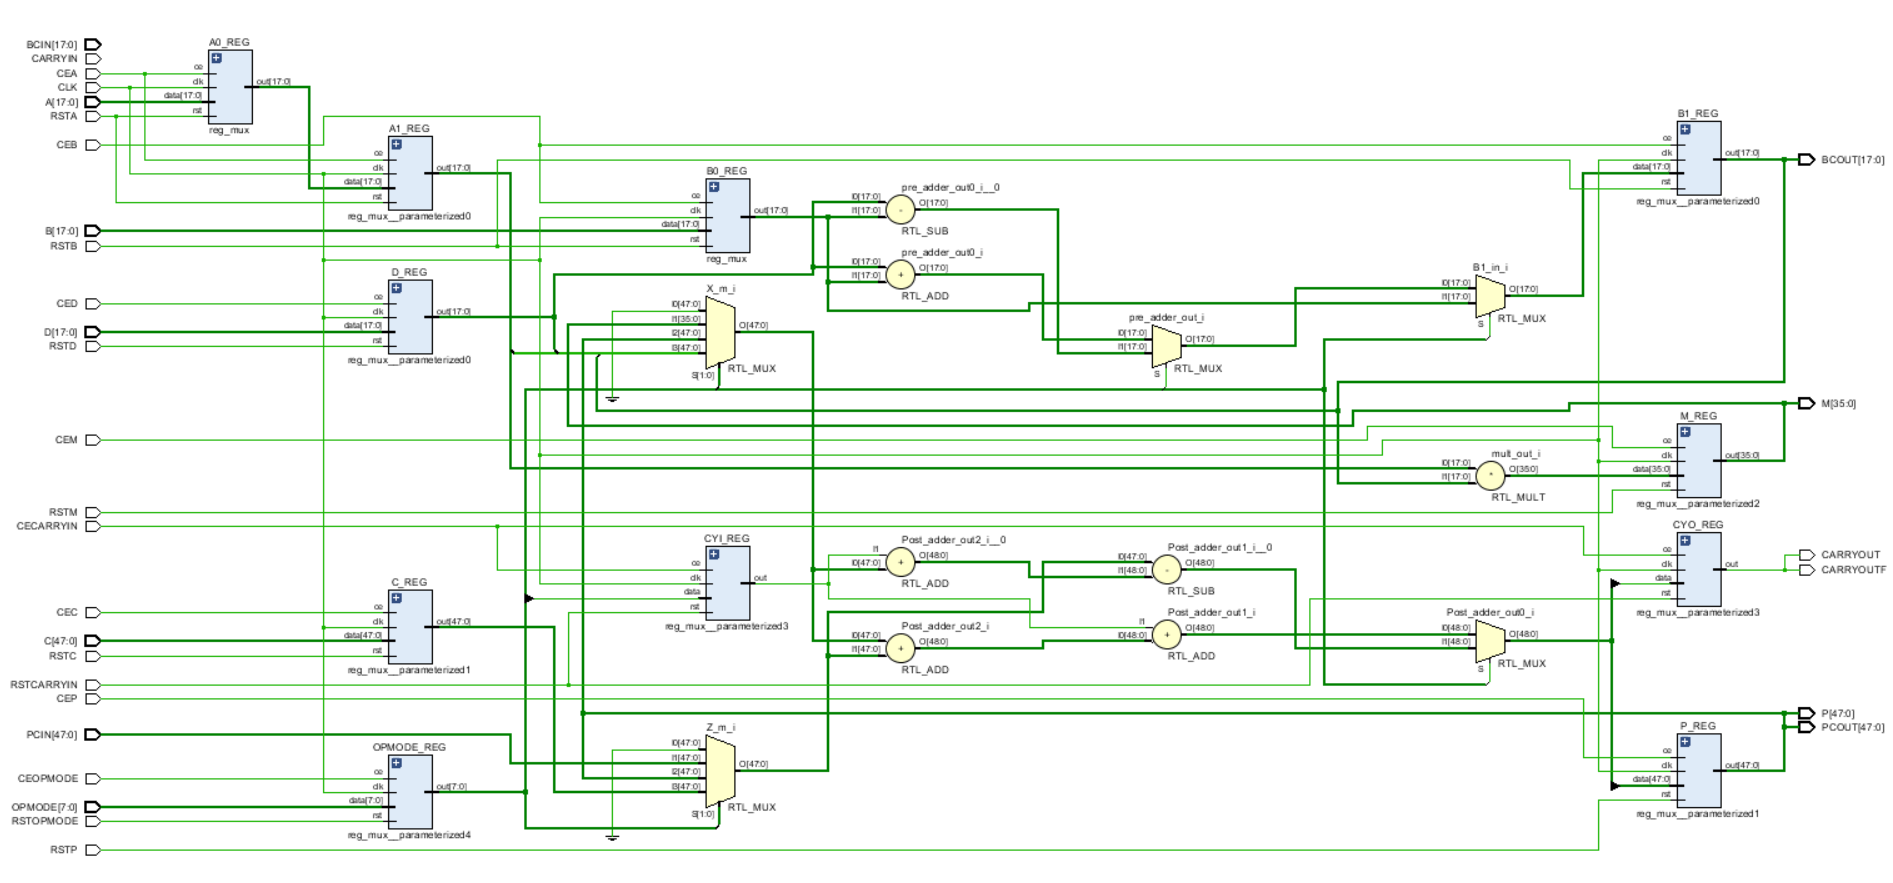 BCIN[17:0]
CARRYIN
CEA
CLK
A[17:0]
RSTA
CEB
B[17:0]
RSTB
CED
D[17:0]
RSTD
CEM
RSTM
CECARRYIN
CEC
C[47:0]
RSTC
RSTCARRYIN
CEP
PCIN[47:0]
CEOPMODE
OPMODE[7:0]
RSTOPMODE
RSTP
A0_REG
ce
clk
data[17:0]
rst
out[17:0]
reg_mux
A1_REG
ce
clk
data[17:0]
rst
out[17:0]
reg_mux__parameterized0
D_REG
ce
clk
data[17:0]
rst
out[17:0]
reg_mux__parameterized0
C_REG
ce
clk
data[47:0]
rst
out[47:0]
reg_mux__parameterized1
OPMODE_REG
ce
clk
data[7:0]
rst
out[7:0]
reg_mux__parameterized4
B0_REG
ce
clk
data[17:0]
rst
out[17:0]
reg_mux
X_m_i
I0[47:0]
I1[35:0]
I2[47:0]
I3[47:0]
S[1:0]
O[47:0]
RTL_MUX
CYI_REG
ce
clk
data
rst
out
reg_mux__parameterized3
Z_m_i
I0[47:0]
I1[47:0]
I2[47:0]
I3[47:0]
S[1:0]
O[47:0]
RTL_MUX
pre_adder_out0_i__0
I0[17:0]
I1[17:0]
-
O[17:0]
RTL_SUB
pre_adder_out0_i
I0[17:0]
I1[17:0]
+
O[17:0]
RTL_ADD
Post_adder_out2_i__0
I1
I0[47:0]
+
O[48:0]
RTL_ADD
Post_adder_out2_i
I0[47:0]
I1[47:0]
+
O[48:0]
RTL_ADD
pre_adder_out_i
I0[17:0]
I1[17:0]
S
O[17:0]
RTL_MUX
Post_adder_out1_i__0
I0[47:0]
I1[48:0]
-
O[48:0]
RTL_SUB
Post_adder_out1_i
I1
I0[48:0]
+
O[48:0]
RTL_ADD
B1_in_i
I0[17:0]
I1[17:0]
S
O[17:0]
RTL_MUX
mult_out_i
I0[17:0]
I1[17:0]
*
O[35:0]
RTL_MULT
Post_adder_out0_i
I0[48:0]
I1[48:0]
S
O[48:0]
RTL_MUX
B1_REG
ce
clk
data[17:0]
rst
out[17:0]
reg_mux__parameterized0
M_REG
ce
clk
data[35:0]
rst
out[35:0]
reg_mux__parameterized2
CYO_REG
ce
clk
data
rst
out
reg_mux__parameterized3
P_REG
ce
clk
data[47:0]
rst
out[47:0]
reg_mux__parameterized1
BCOUT[17:0]
M[35:0]
CARRYOUT
CARRYOUTF
P[47:0]
PCOUT[47:0]